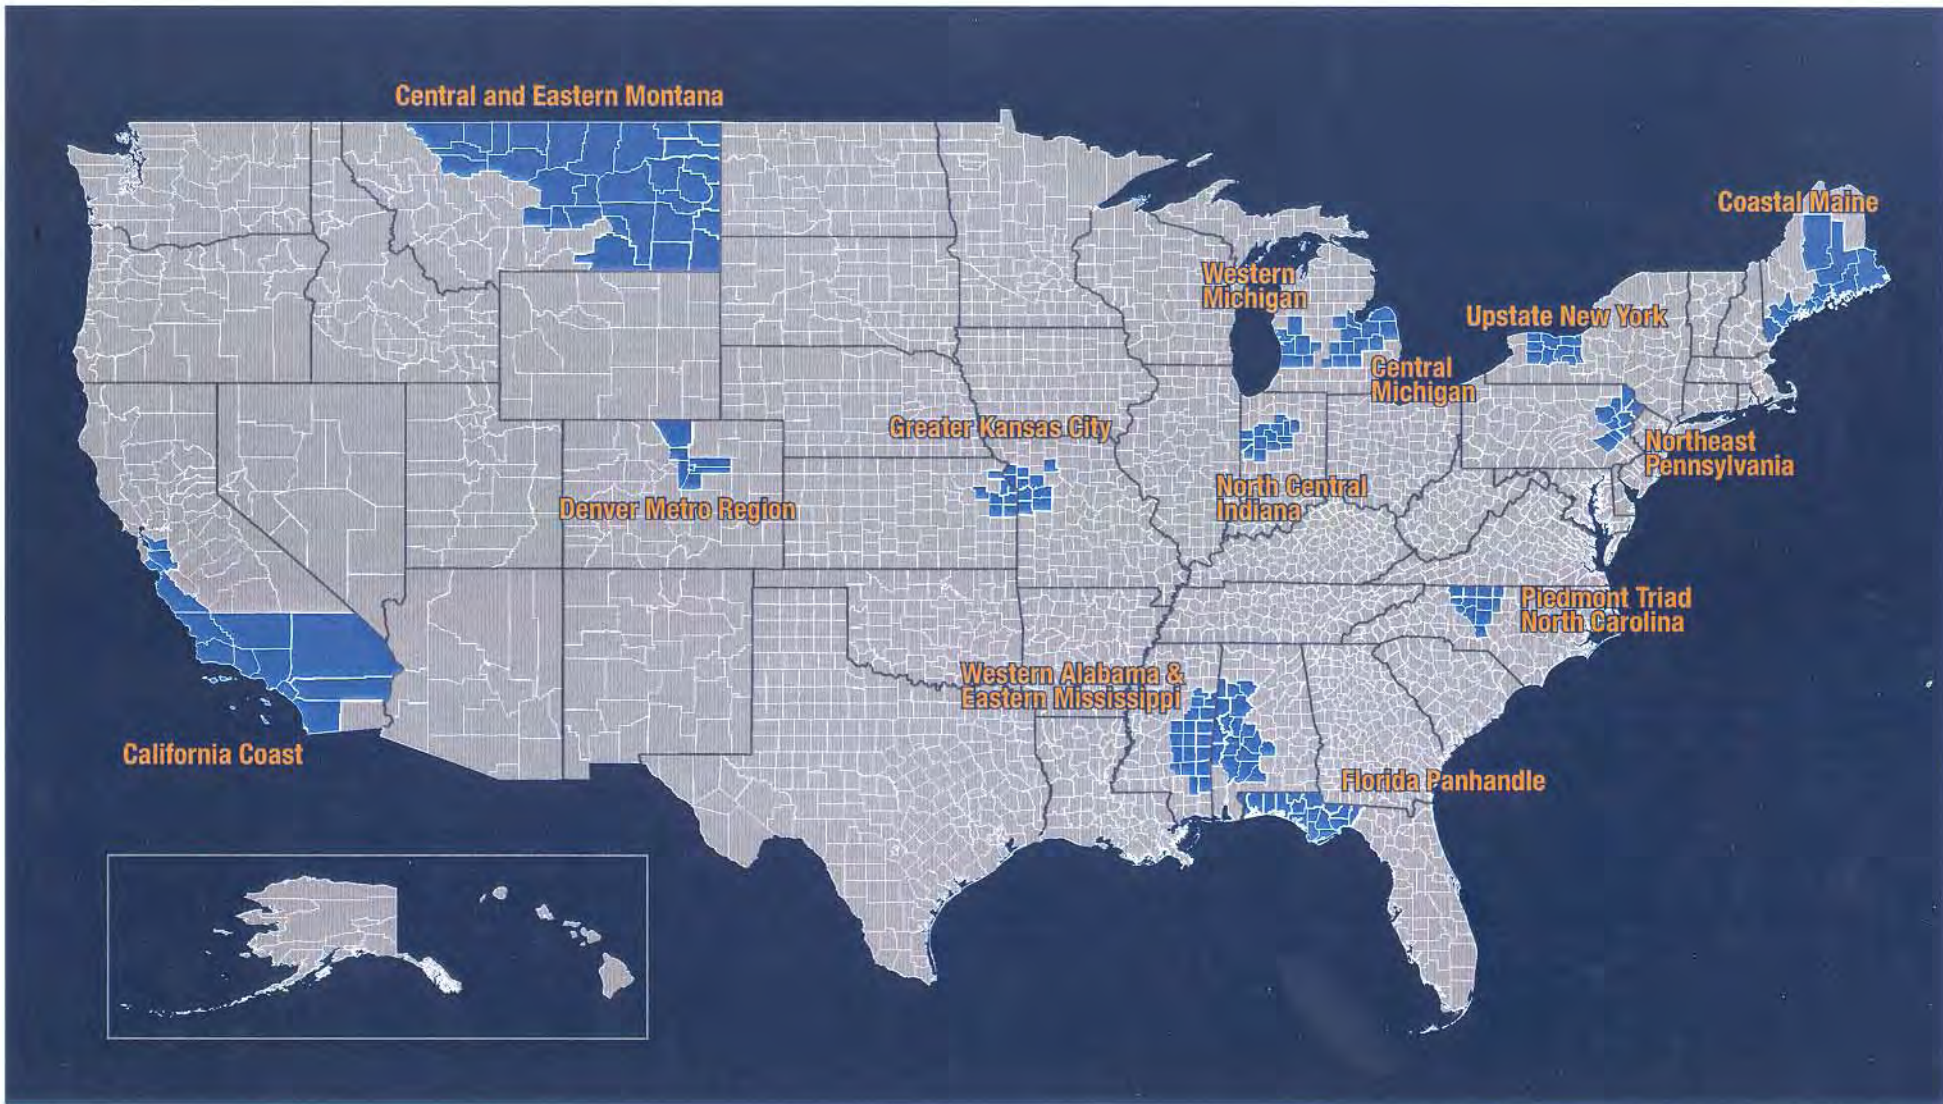 Central and Eastern Montana
Coastal Maine
Western
Michigan
Upstate New York
Central
Michigan
Greater Kansas City
Northeast
Pennsylvania
North Central
Indiana
Denver Metro Region
Piedmont Triad
North Carolina
Western Alabama &
Eastern Mississippi
California Coast
Florida Panhandle